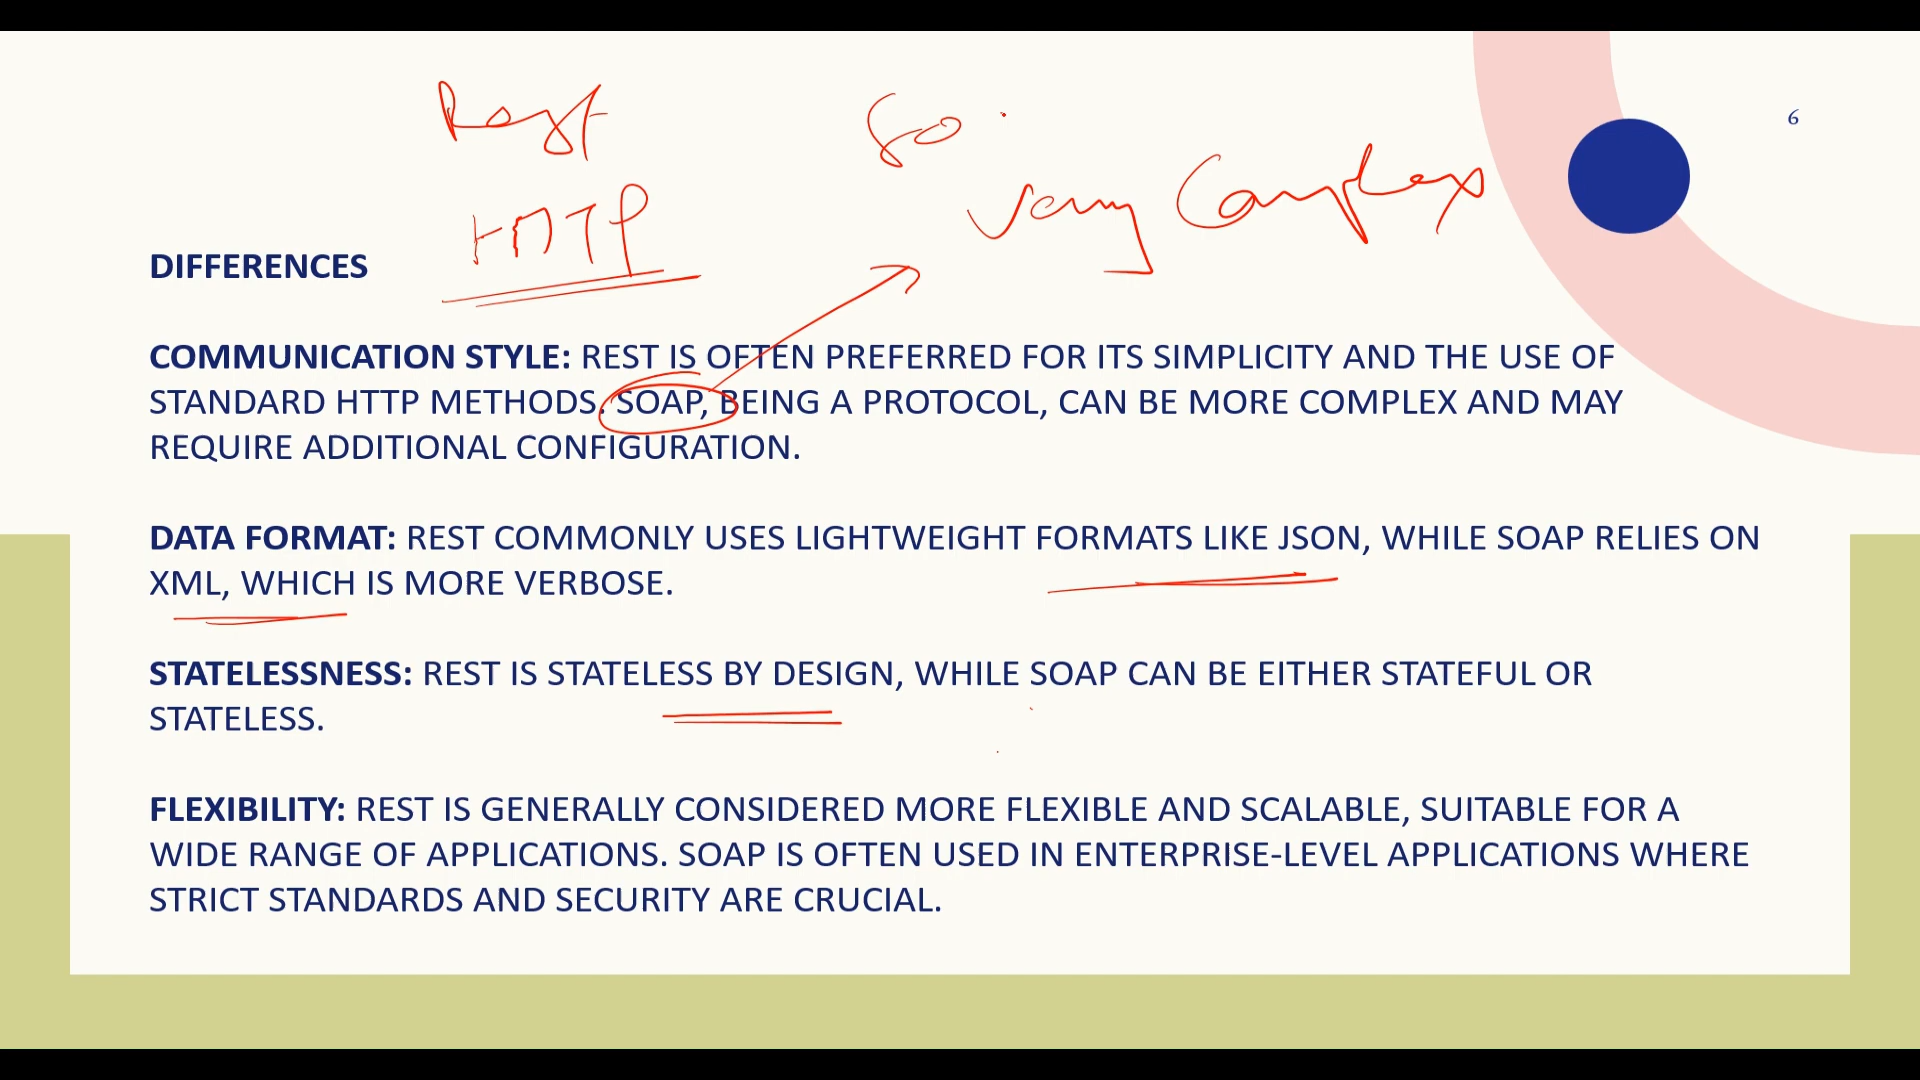 Rest So
6
Very Complex
HTTP
DIFFERENCES
COMMUNICATION STYLE: REST IS OFTEN PREFERRED FOR ITS SIMPLICITY AND THE USE OF
STANDARD HTTP METHODS. SOAP, BEING A PROTOCOL, CAN BE MORE COMPLEX AND MAY
REQUIRE ADDITIONAL CONFIGURATION.
DATA FORMAT: REST COMMONLY USES LIGHTWEIGHT FORMATS LIKE JSON, WHILE SOAP RELIES ON
XML, WHICH IS MORE VERBOSE.
STATELESSNESS: REST IS STATELESS BY DESIGN, WHILE SOAP CAN BE EITHER STATEFUL OR
STATELESS.
FLEXIBILITY: REST IS GENERALLY CONSIDERED MORE FLEXIBLE AND SCALABLE, SUITABLE FOR A
WIDE RANGE OF APPLICATIONS. SOAP IS OFTEN USED IN ENTERPRISE-LEVEL APPLICATIONS WHERE
STRICT STANDARDS AND SECURITY ARE CRUCIAL.